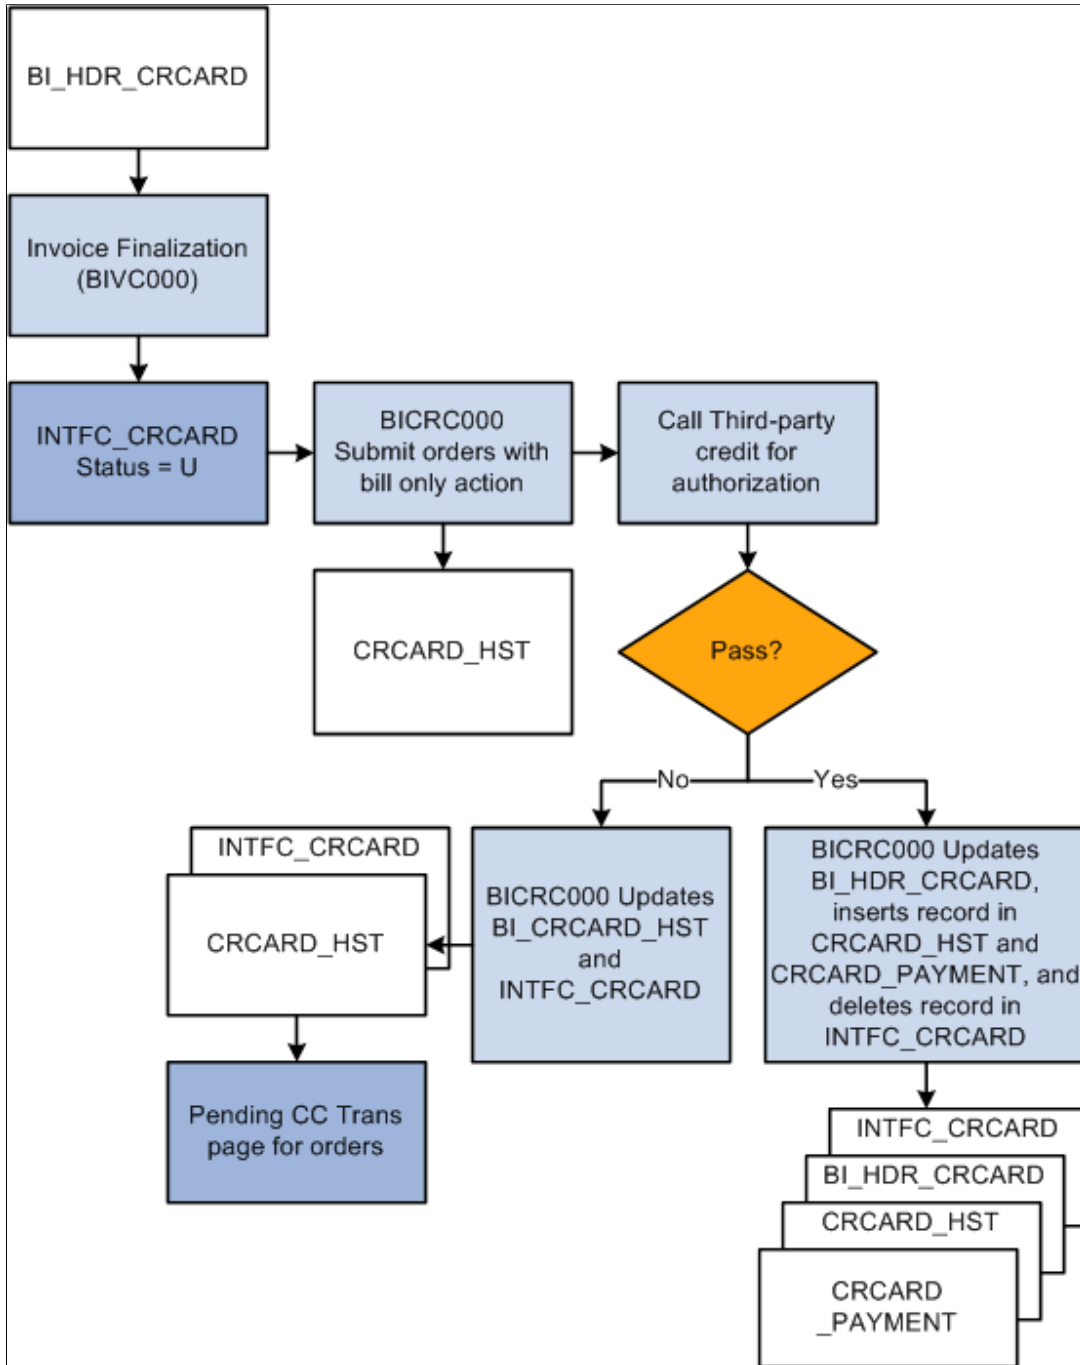 BI_HDR_CRCARD
Invoice Finalization
(BIVC000)
INTFC_CRCARD
Status = U
BICRC000
Submit orders with
bill only action
Call Third-party
credit for
authorization
CRCARD_HST
Pass?
No
Yes
INTFC_CRCARD
CRCARD_HST
BICRC000 Updates
BI_CRCARD_HST
and
INTFC_CRCARD
BICRC000 Updates
BI_HDR_CRCARD,
inserts record in
CRCARD_HST and
CRCARD_PAYMENT, and
deletes record in
INTFC_CRCARD
Pending CC Trans
page for orders
INTFC_CRCARD
BI_HDR_CRCARD
CRCARD_HST
CRCARD
_PAYMENT